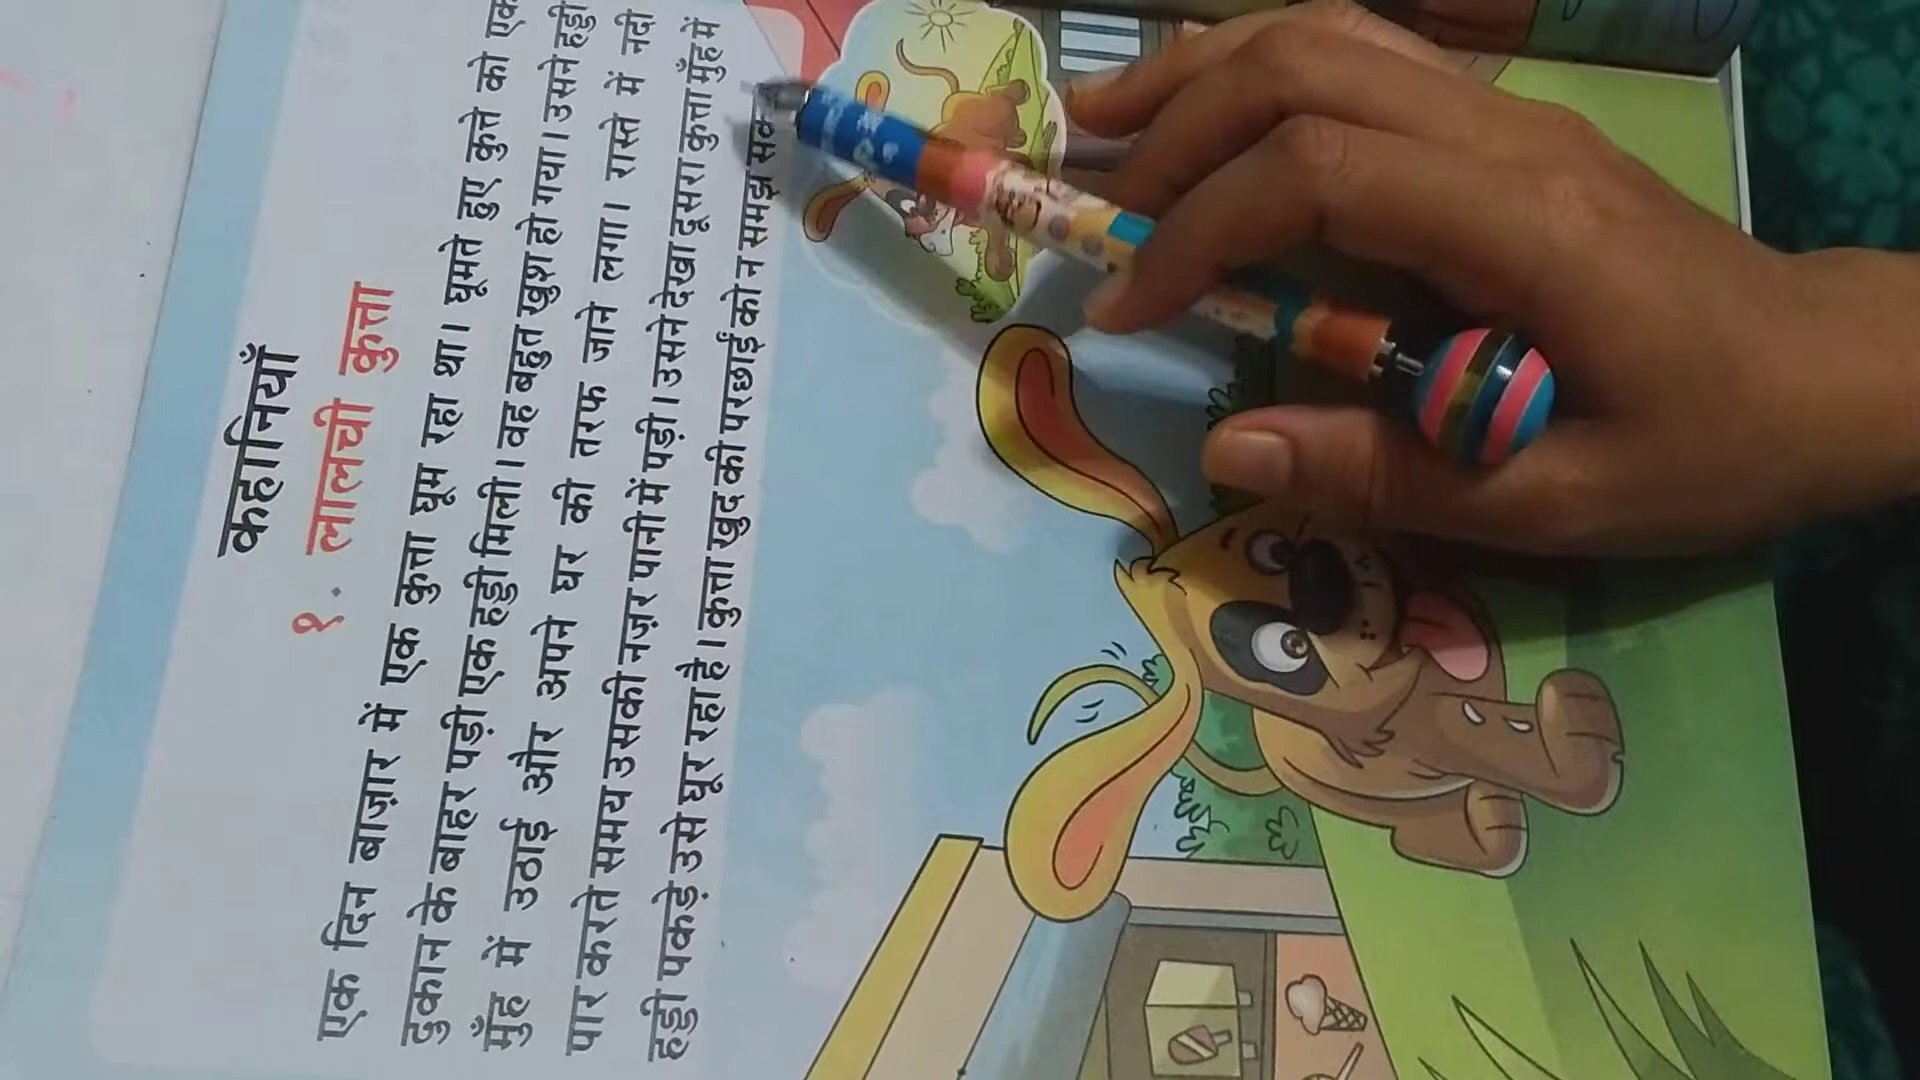 कहानियाँ
१. लालची कुत्ता
एक दिन बाज़ार में एक कुत्ता घूम रहा था। घूमते हुए कुत्ते को एक
दुकान के बाहर पड़ी एक हड्डी मिली। वह बहुत खुश हो गया। उसने हड्डी
मुँह में उठाई और अपने घर की तरफ जाने लगा। रास्ते में नदी
पार करते समय उसकी नज़र पानी में पड़ी। उसने देखा दूसरा कुत्ता मुँह में
हड्डी पकड़े उसे घूर रहा है। कुत्ता खुद की परछाईं को न समझ